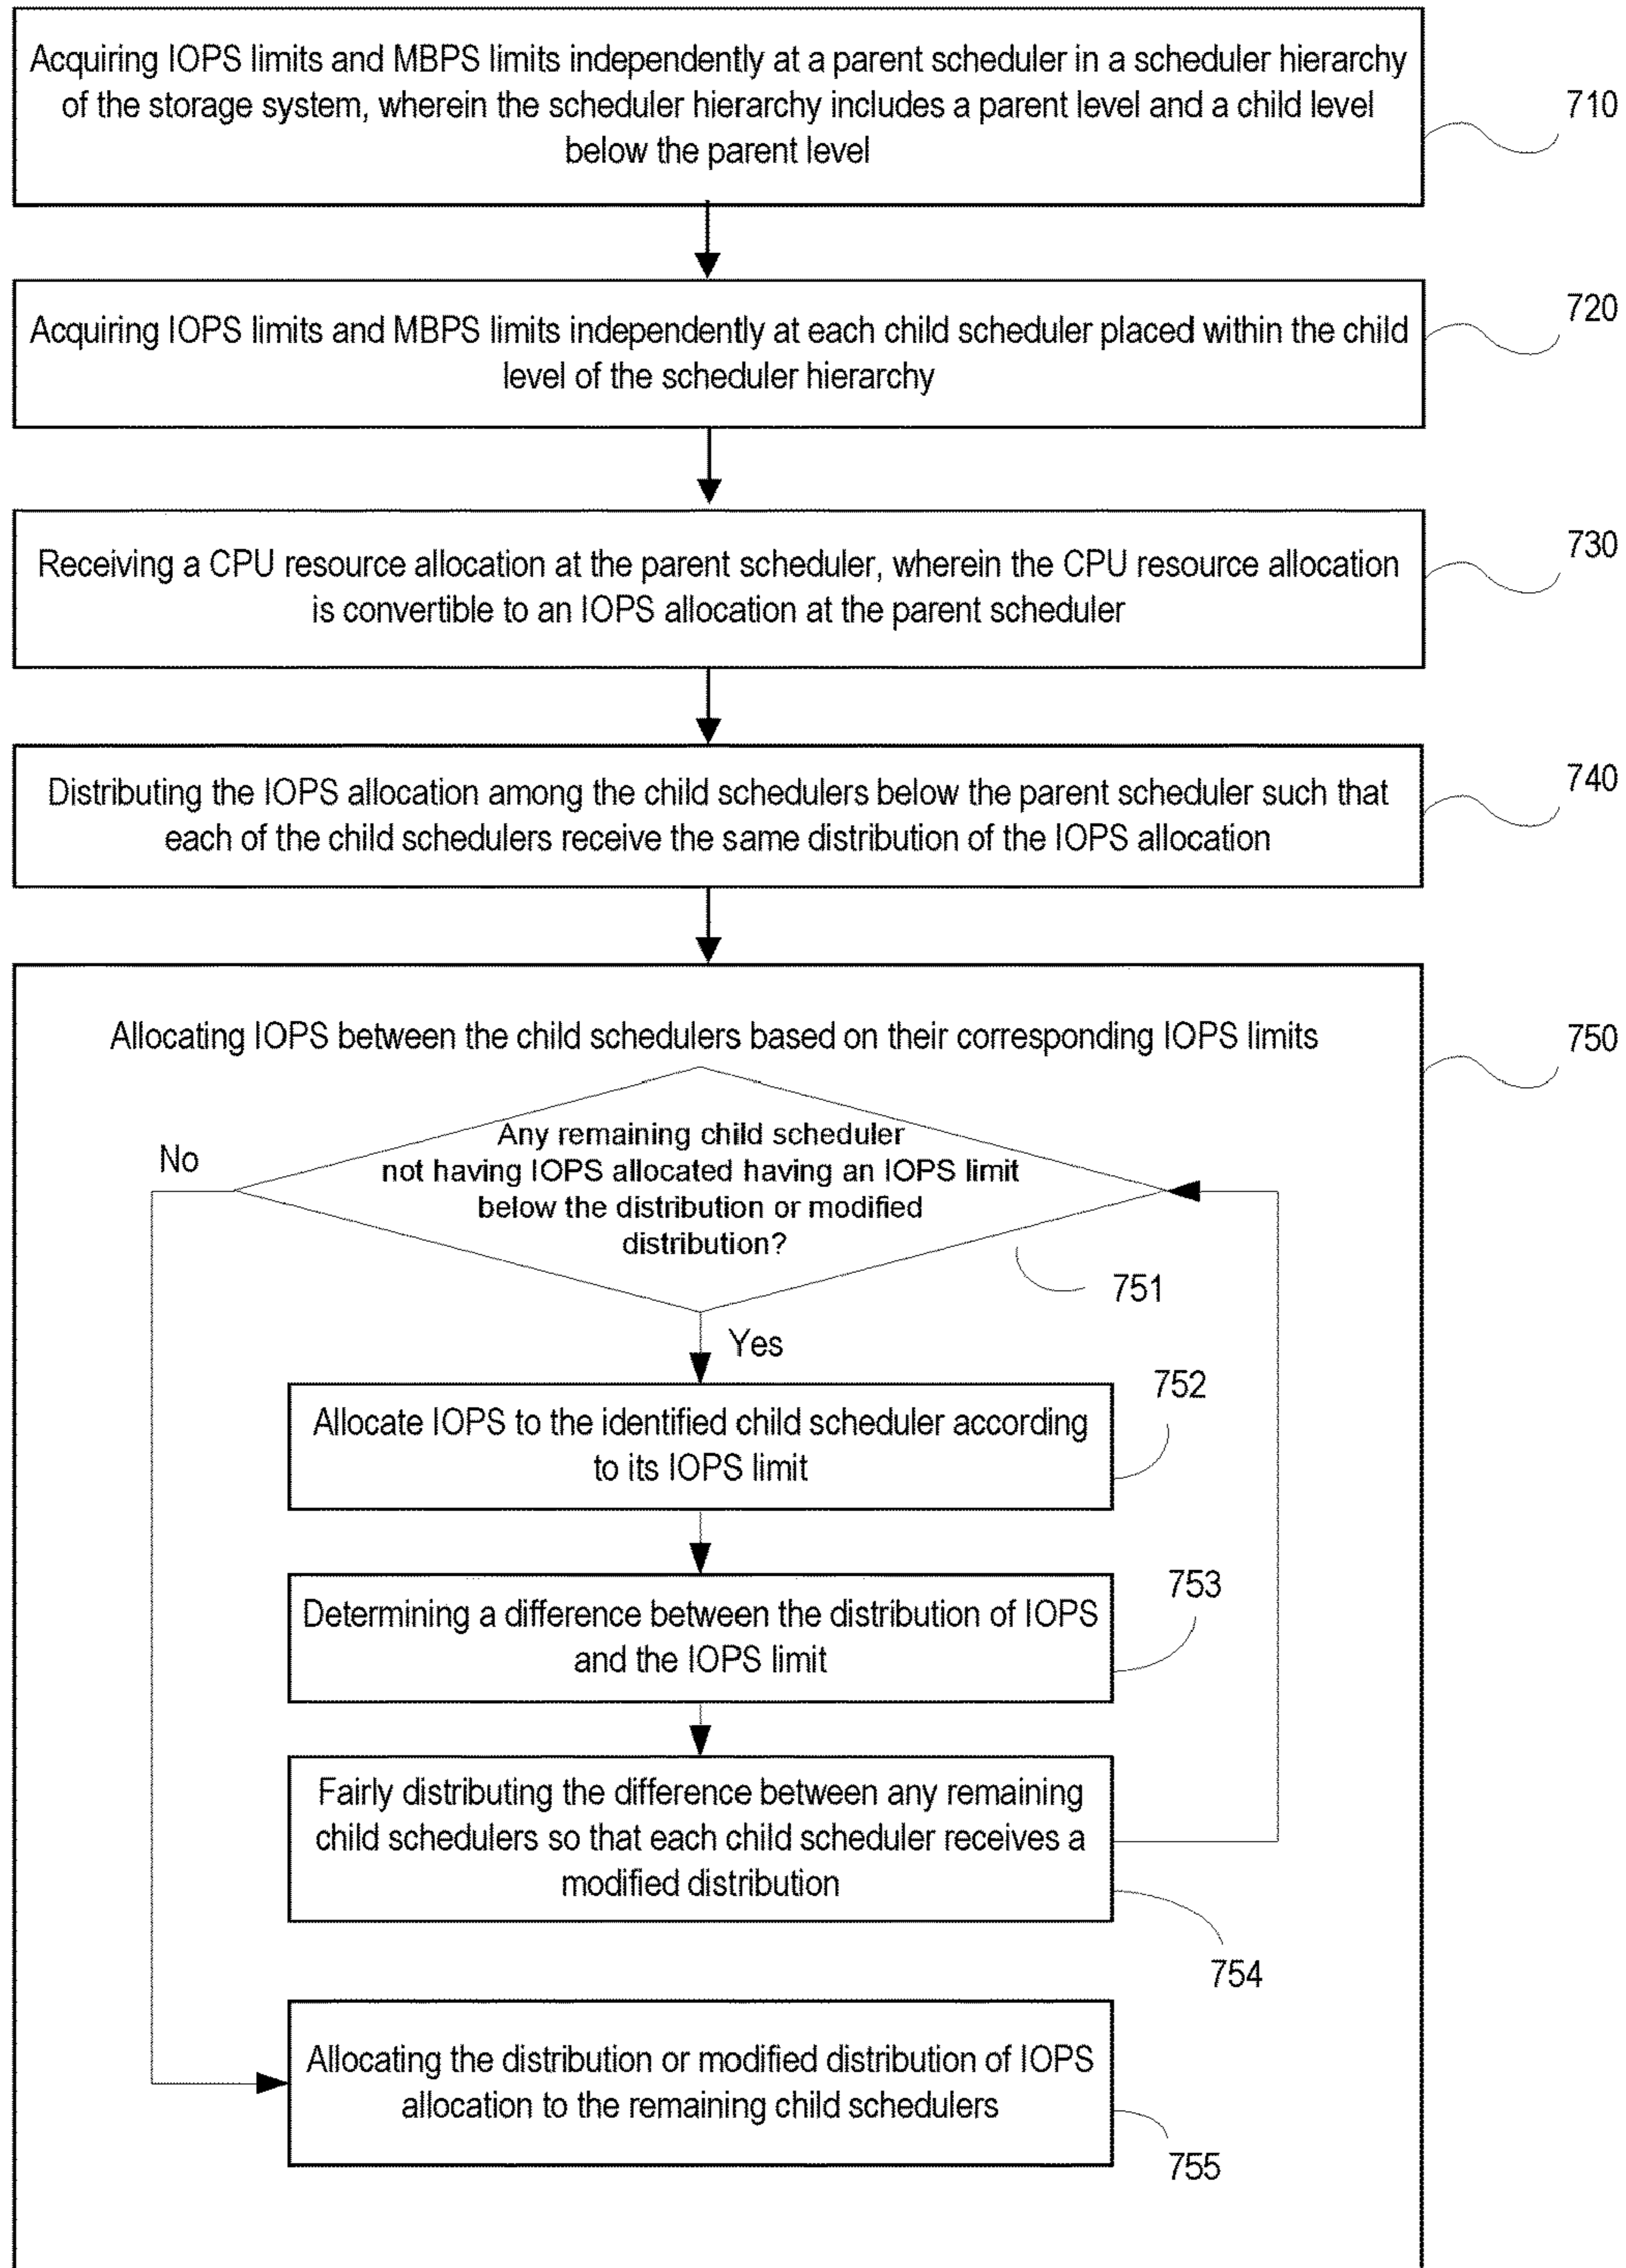 Acquiring IOPS limits and MBPS limits independently at a parent scheduler in a scheduler hierarchy
of the storage system, wherein the scheduler hierarchy includes a parent level and a child level
below the parent level
710
Acquiring IOPS limits and MBPS limits independently at each child scheduler placed within the child
level of the scheduler hierarchy
720
Receiving a CPU resource allocation at the parent scheduler, wherein the CPU resource allocation
is convertible to an IOPS allocation at the parent scheduler
730
Distributing the IOPS allocation among the child schedulers below the parent scheduler such that
each of the child schedulers receive the same distribution of the IOPS allocation
740
Allocating IOPS between the child schedulers based on their corresponding IOPS limits
750
Any remaining child scheduler
not having IOPS allocated having an IOPS limit
below the distribution or modified
distribution?
No
751
Yes
Allocate IOPS to the identified child scheduler according
to its IOPS limit
752
Determining a difference between the distribution of IOPS
and the IOPS limit
753
Fairly distributing the difference between any remaining
child schedulers so that each child scheduler receives a
modified distribution
754
Allocating the distribution or modified distribution of IOPS
allocation to the remaining child schedulers
755